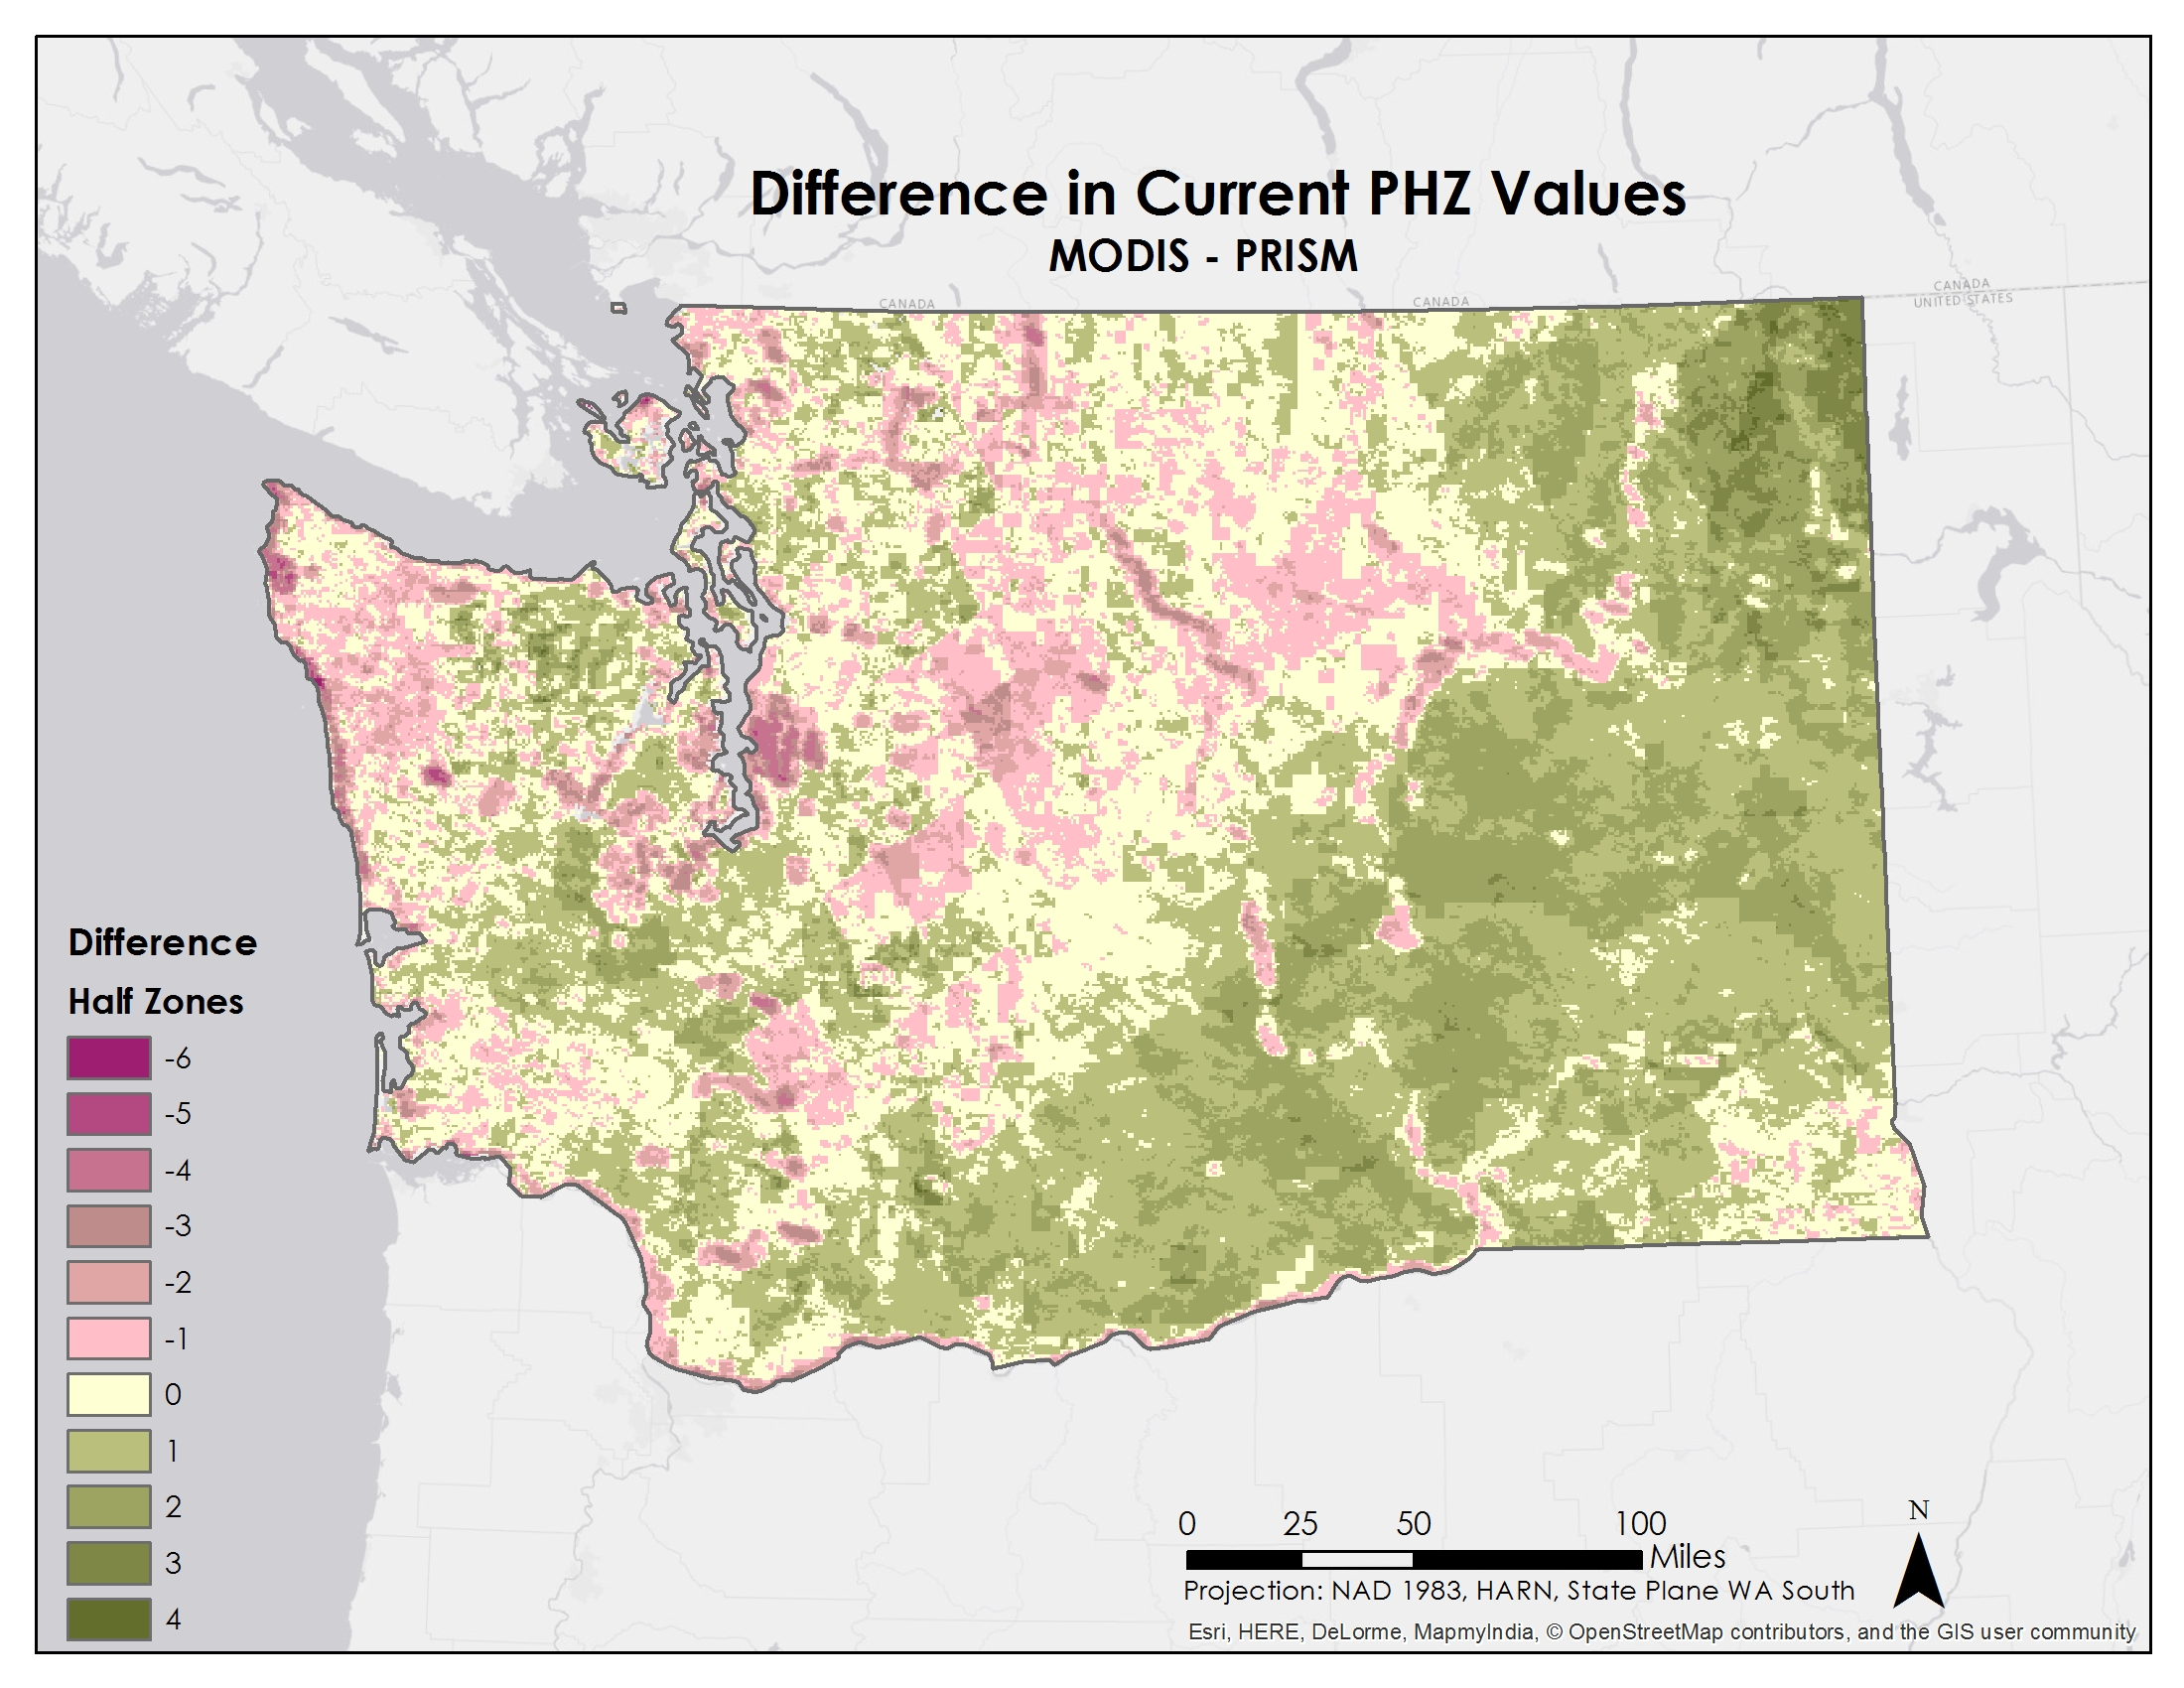 Difference in Current PHZ Values
MODIS - PRISM
CANADA
CANADA
CANADA
UNITED STATES
Difference
Half Zones
-6
-5
-4
-3
-2
-1
0
1
2
3
4
0 25 50 100
Miles
N
Projection: NAD 1983, HARN, State Plane WA South
Esri, HERE, DeLorme, MapmyIndia, © OpenStreetMap contributors, and the GIS user community